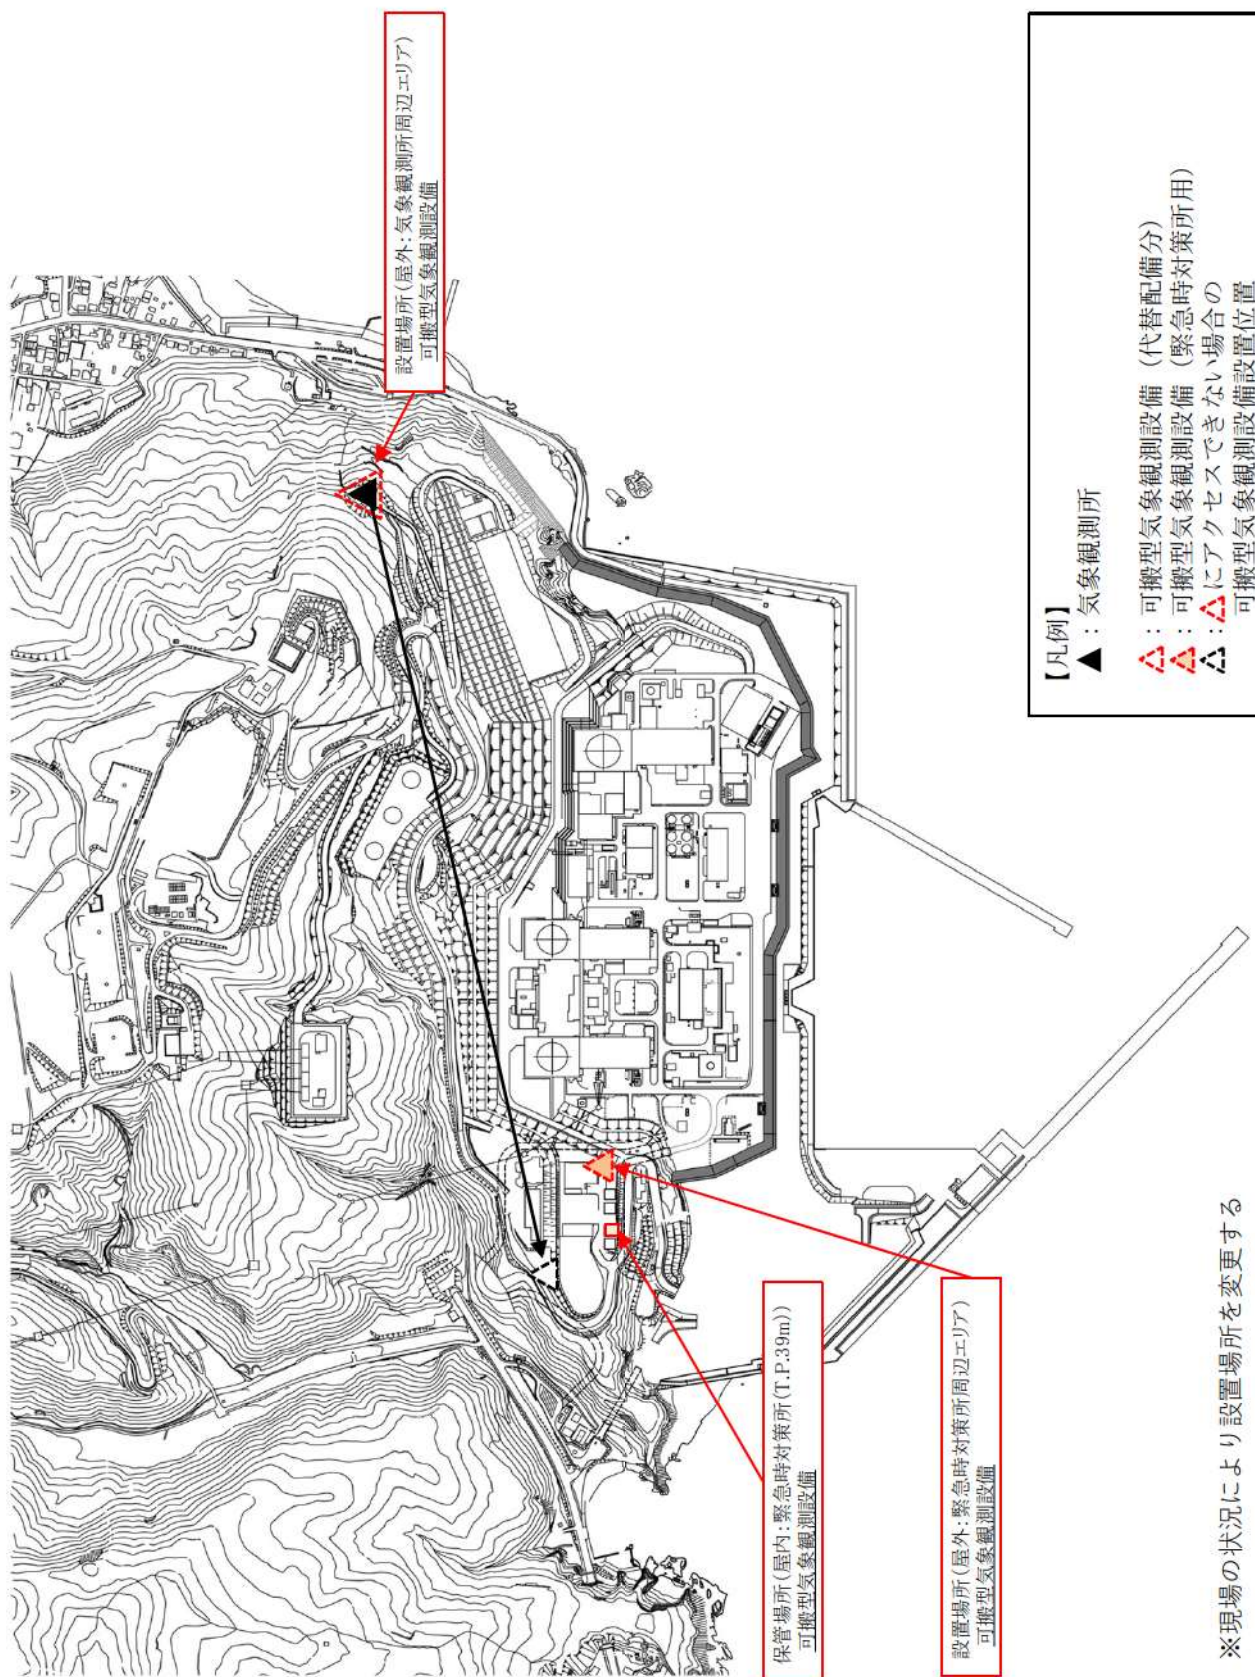 設置場所(屋外:気象観測所周辺エリア)
可搬型気象観測設備
保管場所(屋内:緊急時対策所(T.P.39m))
可搬型気象観測設備
設置場所(屋外:緊急時対策所周辺エリア)
可搬型気象観測設備
【凡例】
▲:気象観測所
:可搬型気象観測設備(代替配備分)
:可搬型気象観測設備(緊急時対策所用)
:にアクセスできない場合の
可搬型気象観測設備設置位置
※現場の状況により設置場所を変更する